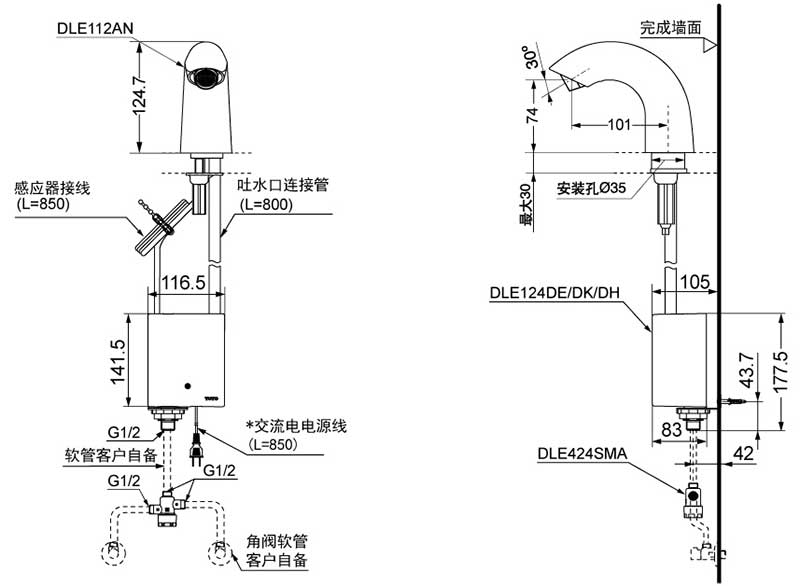 DLE112AN
124.7
感应器接线
(L=850)
吐水口连接管
(L=800)
116.5
141.5
TOTO
G1/2
*交流电电源线
(L=850)
软管客户自备
G1/2
G1/2
角阀软管
客户自备
完成墙面
30°
74
101
最大30
安装孔Ø35
105
DLE124DE/DK/DH
43.7
177.5
83
42
DLE424SMA